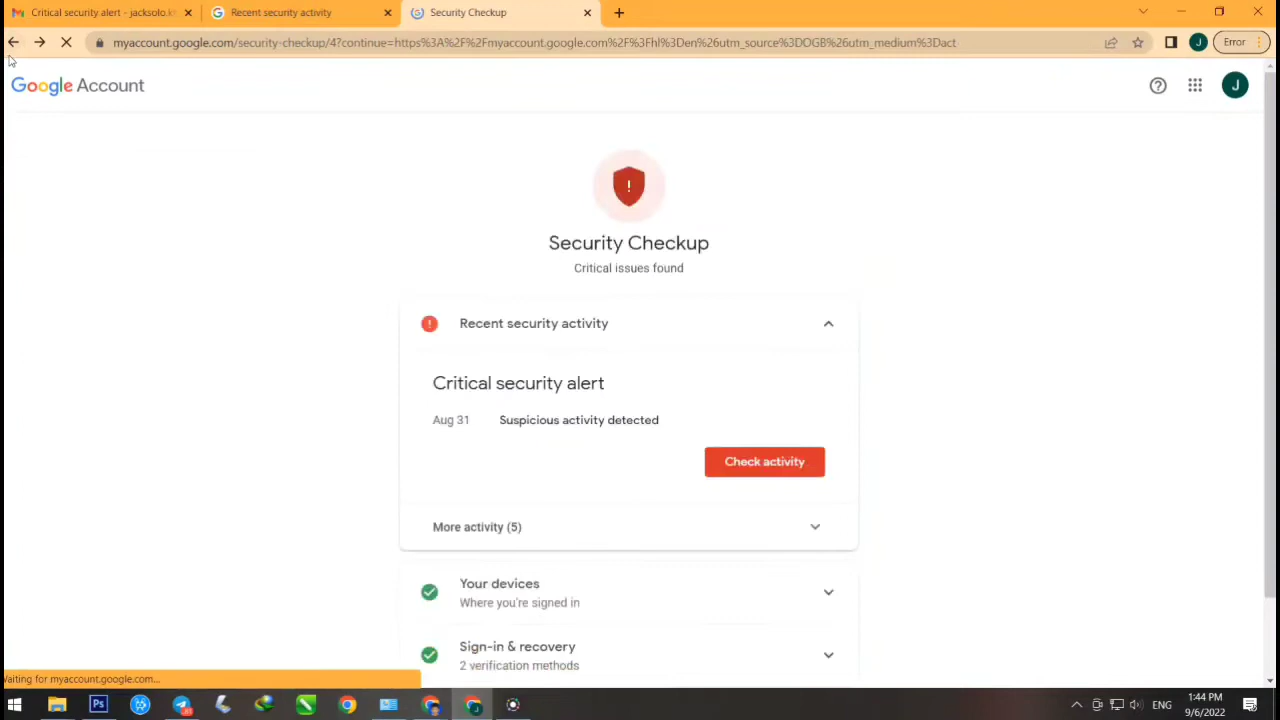 Critical security alert - jacksolo.kh
Recent security activity
Security Checkup
myaccount.google.com/security-checkup/4?continue=https%3A%2F%2Fmyaccount.google.com%2F%3Fhl%3Den%26utm_source%3DOGB%26utm_medium%3Dact
J
Error
Google Account
J
Security Checkup
Critical issues found
Recent security activity
Critical security alert
Aug 31 Suspicious activity detected
Check activity
More activity (5)
Your devices
Where you're signed in
Sign-in & recovery
2 verification methods
Waiting for myaccount.google.com...
Ps
ENG
1:44 PM
9/6/2022